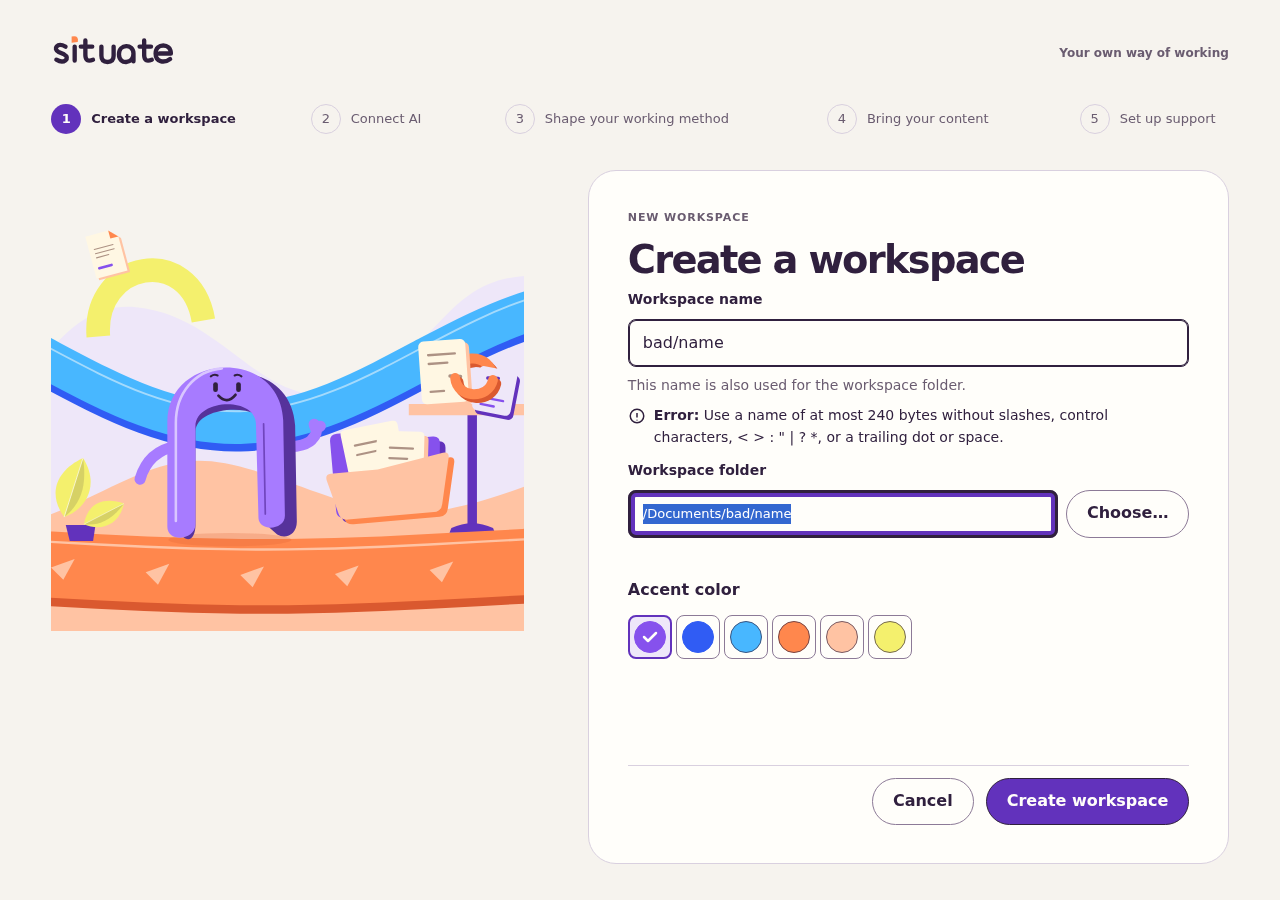 situate
Your own way of working
1 Create a workspace
2 Connect AI
3 Shape your working method
4 Bring your content
5 Set up support
NEW WORKSPACE
Create a workspace
Workspace name
bad/name
This name is also used for the workspace folder.
Error: Use a name of at most 240 bytes without slashes, control
characters, < > : " | ? *, or a trailing dot or space.
Workspace folder
/Documents/bad/name
Choose...
Accent color
Cancel
Create workspace